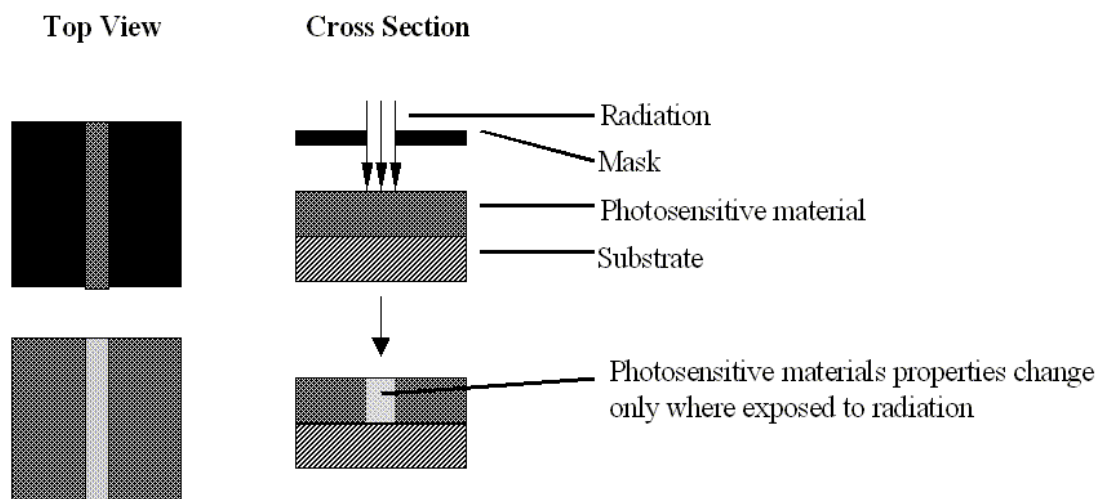 Top View
Cross Section
Radiation
Mask
Photosensitive material
Substrate
Photosensitive materials properties change
only where exposed to radiation